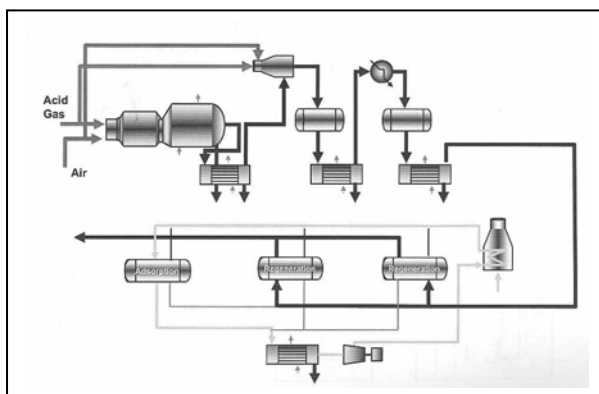 Acid
Gas
Air
Adsorption
Regeneration
Regeneration